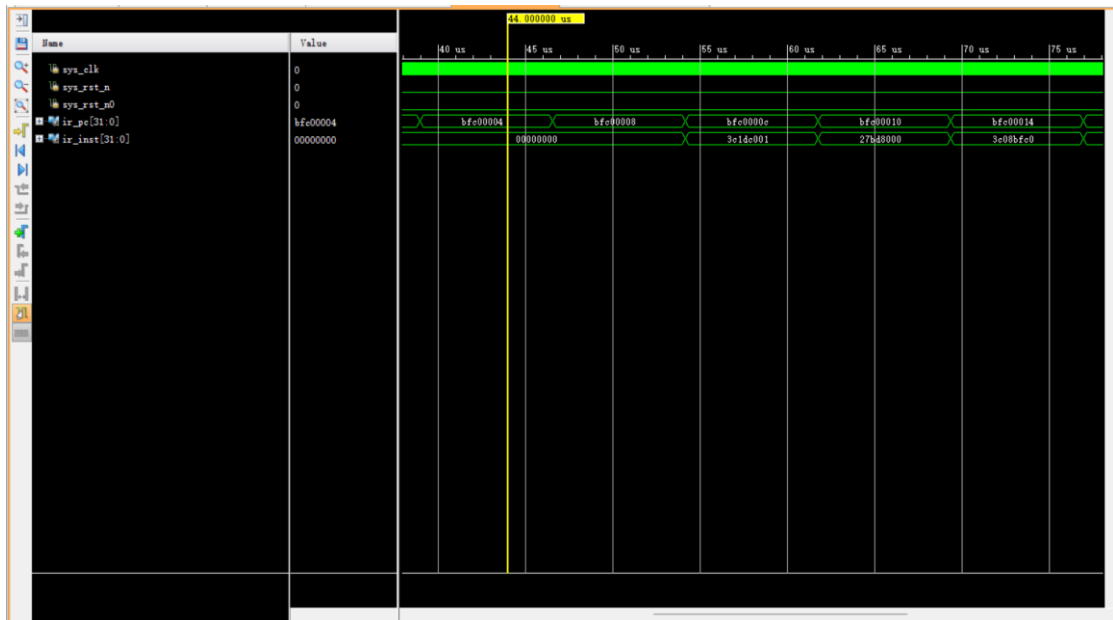 44.000000 us
Name Value
40 us 45 us 50 us 55 us 60 us 65 us 70 us 75 us
sys_clk 0
sys_rst_n 0
sys_rst_n0 0
ir_pc[31:0] bfc00004 bfc00004 bfc00008 bfc0000c bfc00010 bfc00014
ir_inst[31:0] 00000000 00000000 3c1dc001 27bd8000 3c08bfc0